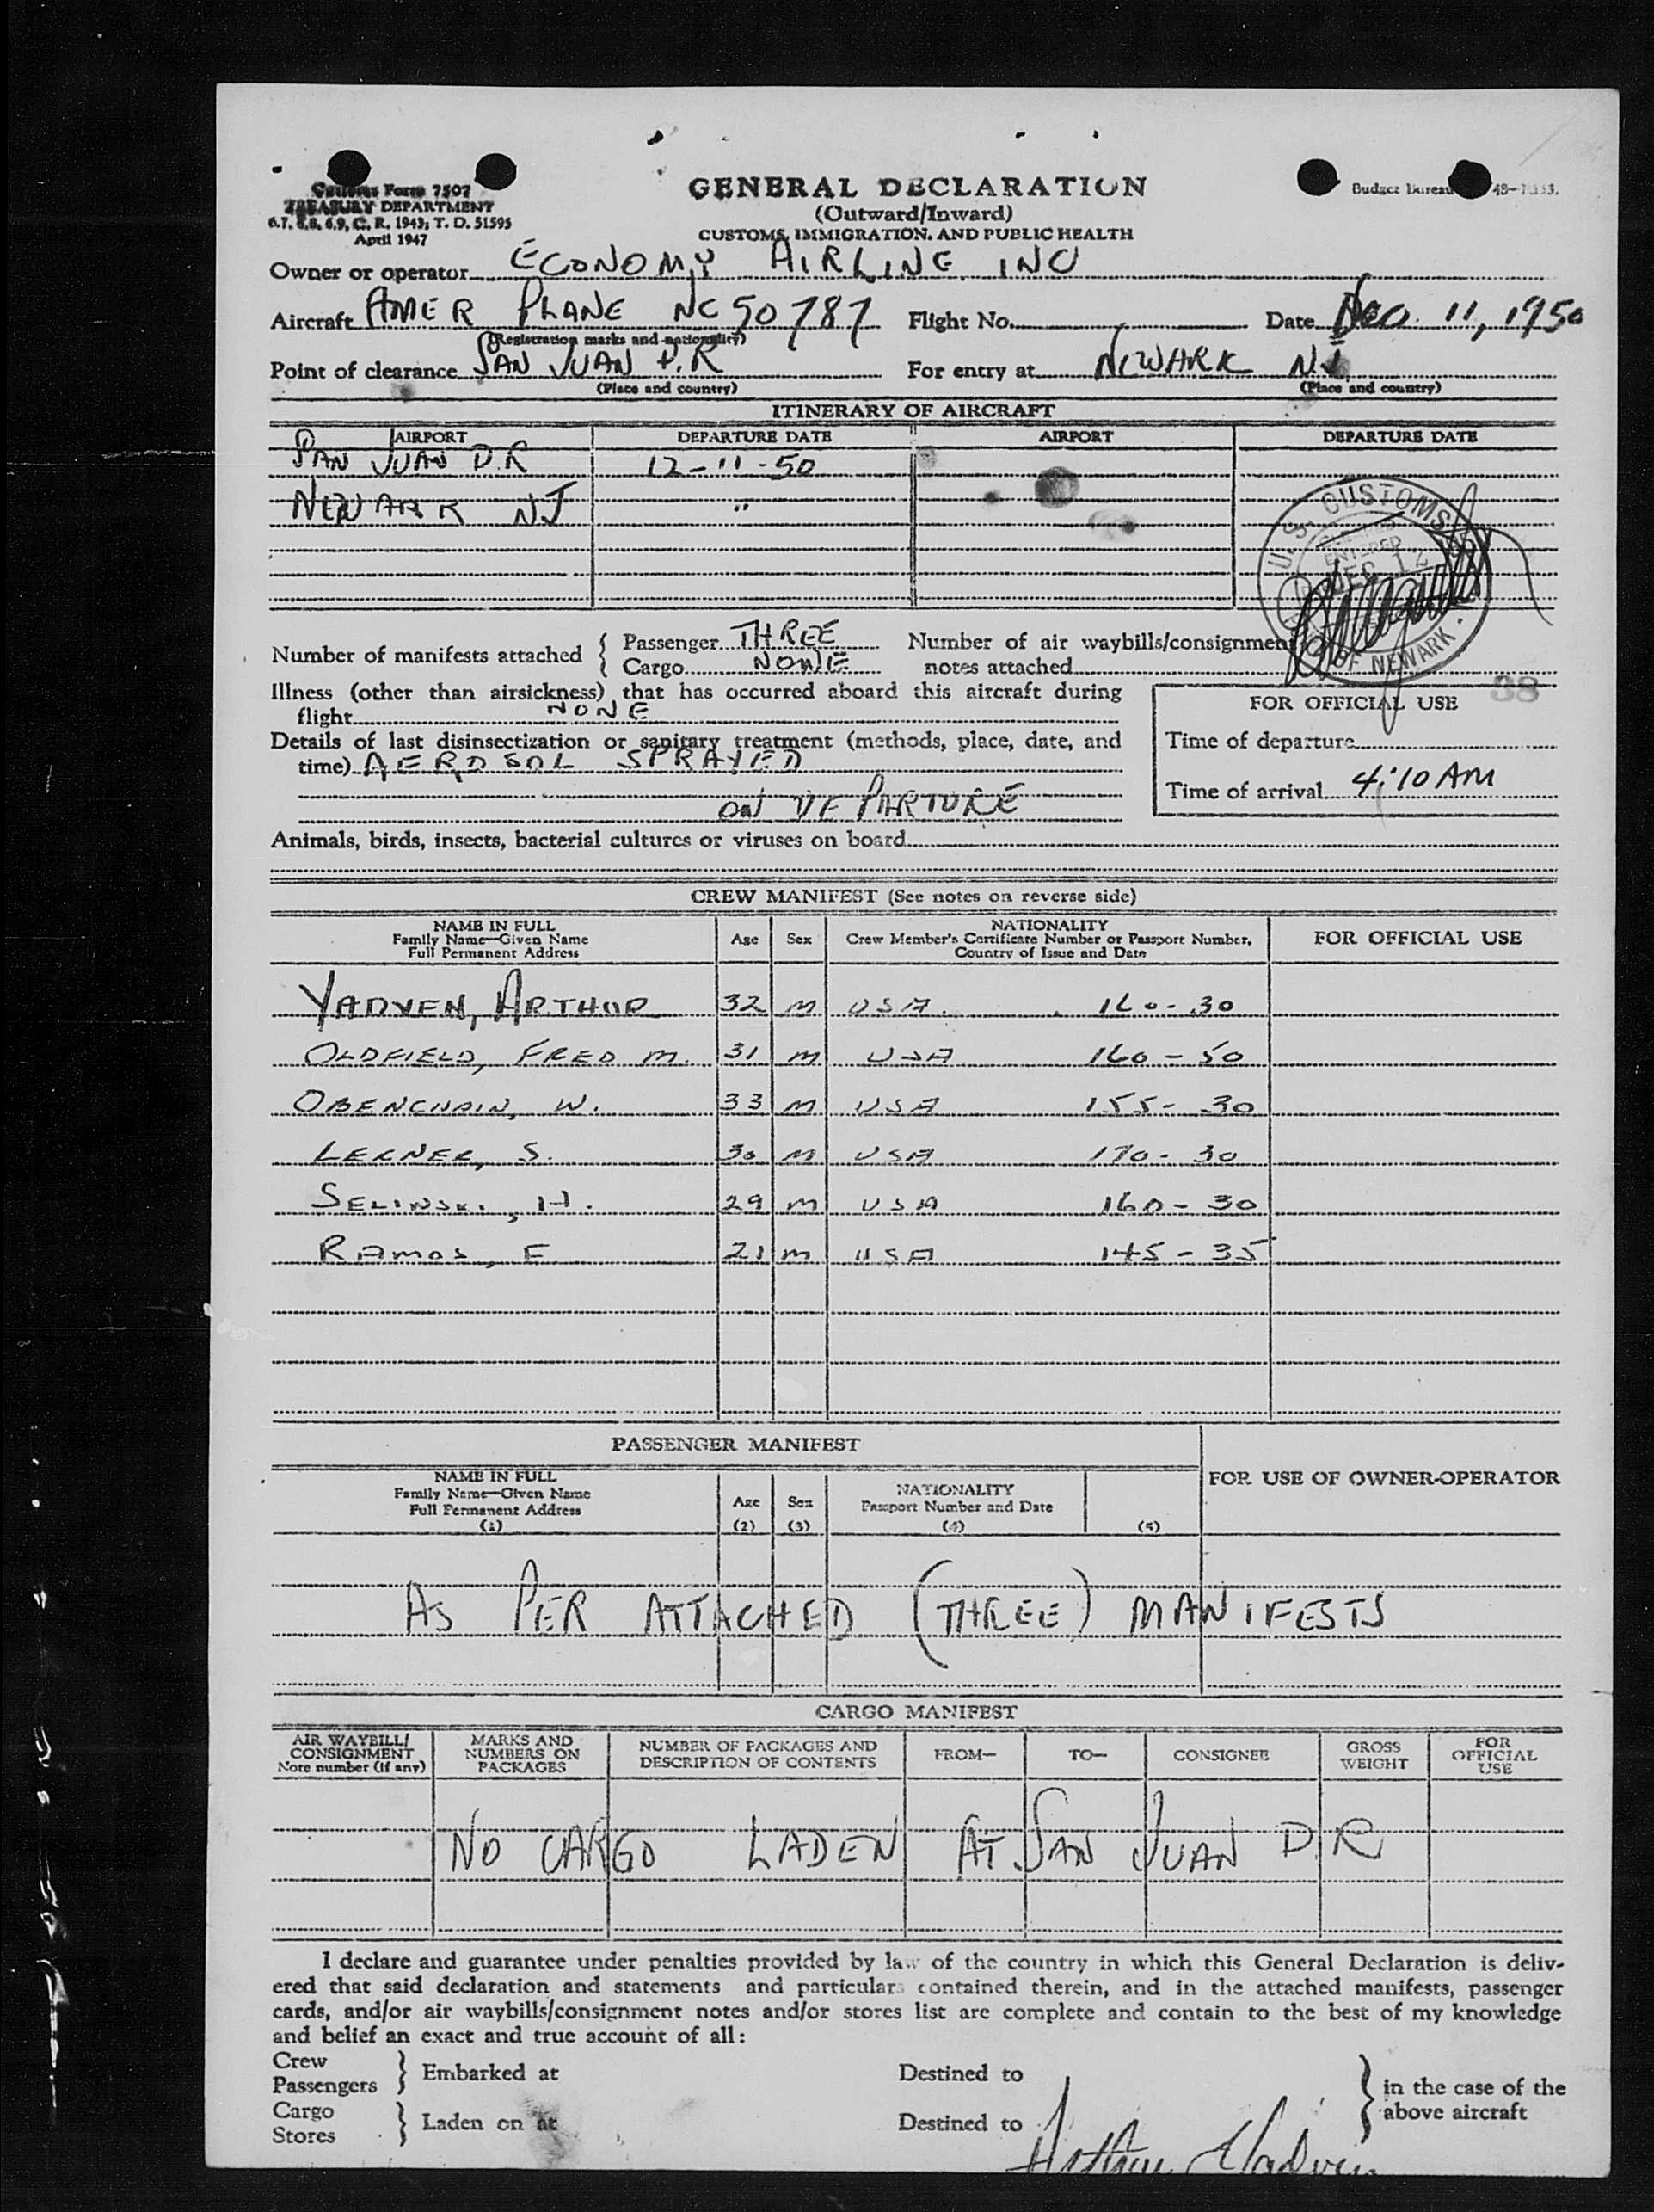 Customs Form 7507
TREASURY DEPARTMENT
6.7, 6.8, 6.9, C. R. 1943; T. D. 51595
April 1947
GENERAL DECLARATION
(Outward/Inward)
CUSTOMS, IMMIGRATION, AND PUBLIC HEALTH
Budget Bureau
Owner or operator ECONOMY AIRLINE INC
Aircraft AMER PLANE NC 50787 Flight No. Date Dec 11, 1950
(Registration marks and nationality)
Point of clearance SAN JUAN P.R For entry at NEWARK N.J.
(Place and country) (Place and country)
ITINERARY OF AIRCRAFT
AIRPORT DEPARTURE DATE AIRPORT DEPARTURE DATE
SAN JUAN P.R 12-11-50
NEWARK NJ "
U. S. CUSTOMS
ENTERED
DEC 12
OF NEWARK
Number of manifests attached { Passenger THREE Number of air waybills/consignment
Cargo NONE notes attached
38
Illness (other than airsickness) that has occurred aboard this aircraft during
flight NONE
FOR OFFICIAL USE
Time of departure
Time of arrival 4:10 AM
Details of last disinsectization or sanitary treatment (methods, place, date, and
time) AEROSOL SPRAYED
ON DEPARTURE
Animals, birds, insects, bacterial cultures or viruses on board
CREW MANIFEST (See notes on reverse side)
NAME IN FULL
Family Name—Given Name
Full Permanent Address
Age Sex
NATIONALITY
Crew Member's Certificate Number or Passport Number,
Country of Issue and Date
FOR OFFICIAL USE
YADVEN, ARTHUR 32 M USA 160-30
OLDFIELD, FRED M. 31 M USA 160-50
OBENCHAIN, W. 33 M USA 155-30
LERNER, S. 30 M USA 170-30
SELINSKI, H. 29 M USA 160-30
RAMOS, F 21 M USA 145-35
PASSENGER MANIFEST
NAME IN FULL
Family Name—Given Name
Full Permanent Address
(1)
Age
(2)
Sex
(3)
NATIONALITY
Passport Number and Date
(4)
(5)
FOR USE OF OWNER-OPERATOR
AS PER ATTACHED (THREE) MANIFESTS
CARGO MANIFEST
AIR WAYBILL/
CONSIGNMENT
Note number (if any)
MARKS AND
NUMBERS ON
PACKAGES
NUMBER OF PACKAGES AND
DESCRIPTION OF CONTENTS
FROM—
TO—
CONSIGNEE
GROSS
WEIGHT
FOR
OFFICIAL
USE
NO CARGO LADEN AT SAN JUAN P.R
I declare and guarantee under penalties provided by law of the country in which this General Declaration is deliv-
ered that said declaration and statements and particulars contained therein, and in the attached manifests, passenger
cards, and/or air waybills/consignment notes and/or stores list are complete and contain to the best of my knowledge
and belief an exact and true account of all:
Crew
Passengers } Embarked at Destined to
Cargo
Stores } Laden on at Destined to
} in the case of the
above aircraft
Arthur Yadven